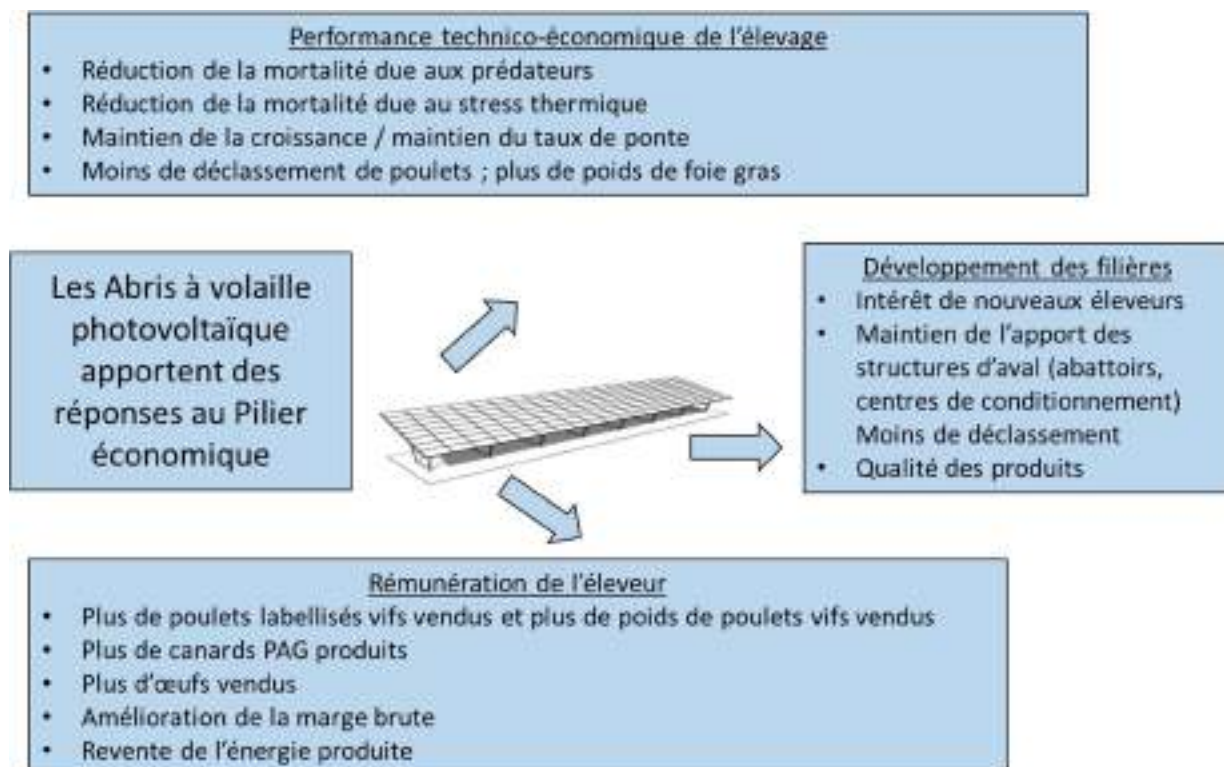 Performance technico-économique de l'élevage
• Réduction de la mortalité due aux prédateurs
• Réduction de la mortalité due au stress thermique
• Maintien de la croissance / maintien du taux de ponte
• Moins de déclassement de poulets ; plus de poids de foie gras
Les Abris à volaille
photovoltaïque
apportent des
réponses au Pilier
économique
Développement des filières
• Intérêt de nouveaux éleveurs
• Maintien de l'apport des
structures d'aval (abattoirs,
centres de conditionnement)
Moins de déclassement
• Qualité des produits
Rémunération de l'éleveur
• Plus de poulets labellisés vifs vendus et plus de poids de poulets vifs vendus
• Plus de canards PAG produits
• Plus d'œufs vendus
• Amélioration de la marge brute
• Revente de l'énergie produite